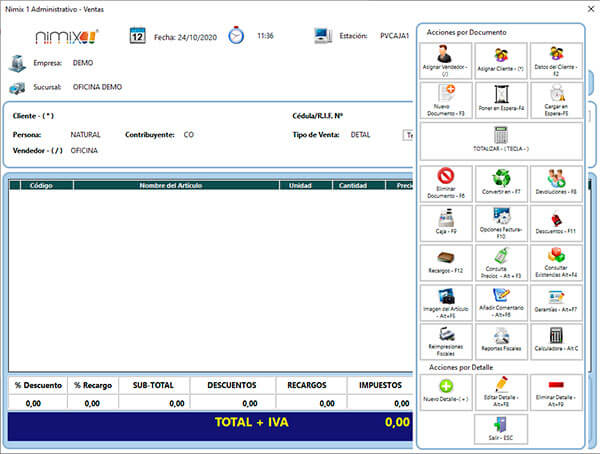 Nimix 1 Administrativo - Ventas
nimix
12
Fecha: 24/10/2020
11:36
Estación:
PVCAJA1
Empresa:
DEMO
Sucursal:
OFICINA DEMO
Cliente - ( * )
Cédula/R.I.F. Nº
Persona:
NATURAL
Contribuyente:
CO
Tipo de Venta:
DETAL
Te
Vendedor - ( / )
OFICINA
Código
Nombre del Artículo
Unidad
Cantidad
Precio
% Descuento
% Recargo
SUB-TOTAL
DESCUENTOS
RECARGOS
IMPUESTOS
0,00
0,00
0,00
0,00
0,00
0,00
TOTAL + IVA
0,00
Acciones por Documento
Asignar Vendedor -
(/)
Asignar Cliente - (*)
Datos del Cliente -
F2
Nuevo
Documento - F3
Poner en Espera-F4
Cargar en
Espera-F5
TOTALIZAR - ( TECLA - )
Eliminar
Documento - F6
Convertir en - F7
Devoluciones - F8
Caja - F9
Opciones Factura-
F10
Descuentos - F11
Recargos - F12
Consulta
Precios - Alt + F3
Consultar
Existencias Alt+F4
Imagen del Artículo
- Alt+F5
Añadir Comentario
- Alt+F6
Garantías - Alt+F7
Reimpresiones
Fiscales
Reportes Fiscales
Calculadora - Alt C
Acciones por Detalle
Nuevo Detalle-( + )
Editar Detalle -
Alt+F8
Eliminar Detalle -
Alt+F9
Salir - ESC